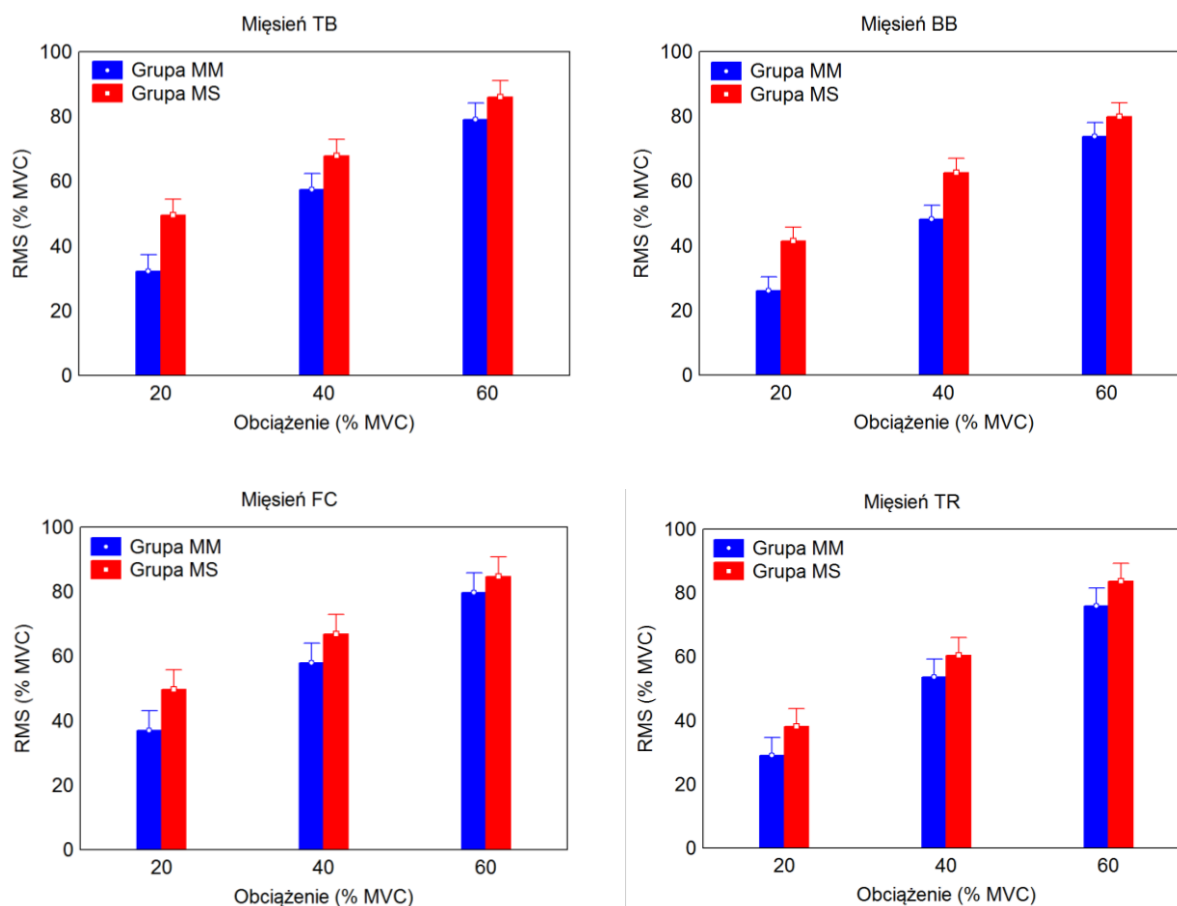 Mięsień TB
100
80
60
40
20
0
RMS (% MVC)
Grupa MM
Grupa MS
20 40 60
Obciążenie (% MVC)
Mięsień BB
100
80
60
40
20
0
RMS (% MVC)
Grupa MM
Grupa MS
20 40 60
Obciążenie (% MVC)
Mięsień FC
100
80
60
40
20
0
RMS (% MVC)
Grupa MM
Grupa MS
20 40 60
Obciążenie (% MVC)
Mięsień TR
100
80
60
40
20
0
RMS (% MVC)
Grupa MM
Grupa MS
20 40 60
Obciążenie (% MVC)